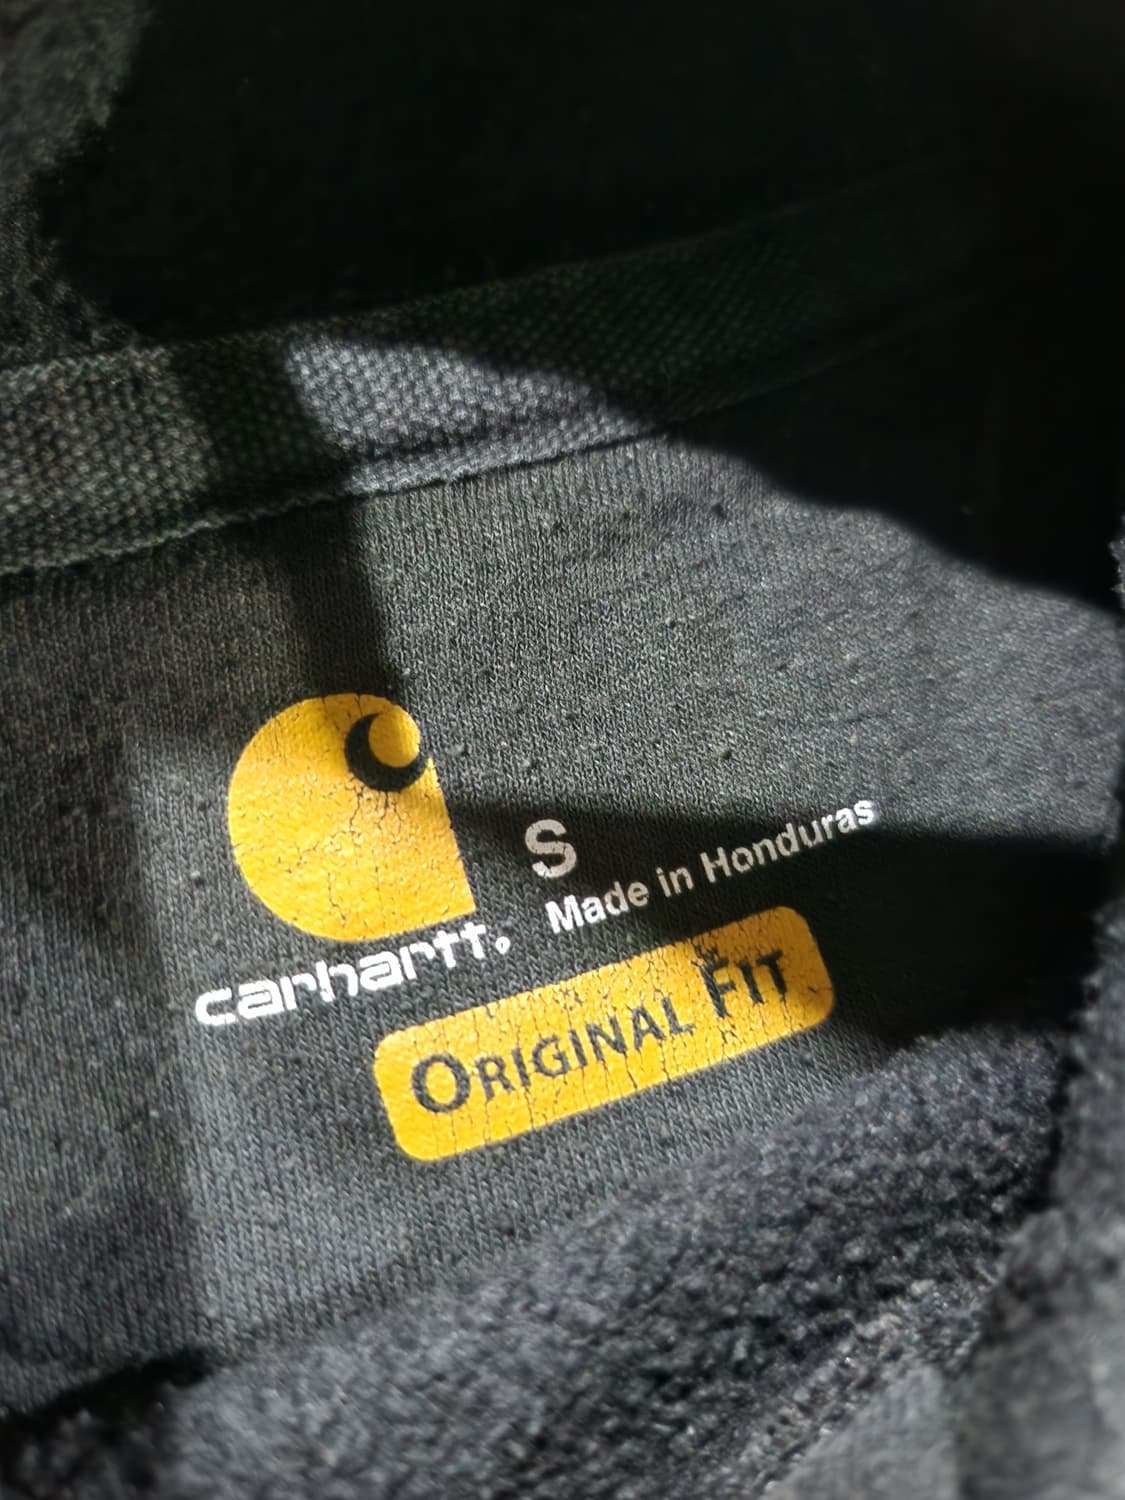 carhartt.
S
Made in Honduras
ORIGINAL FIT